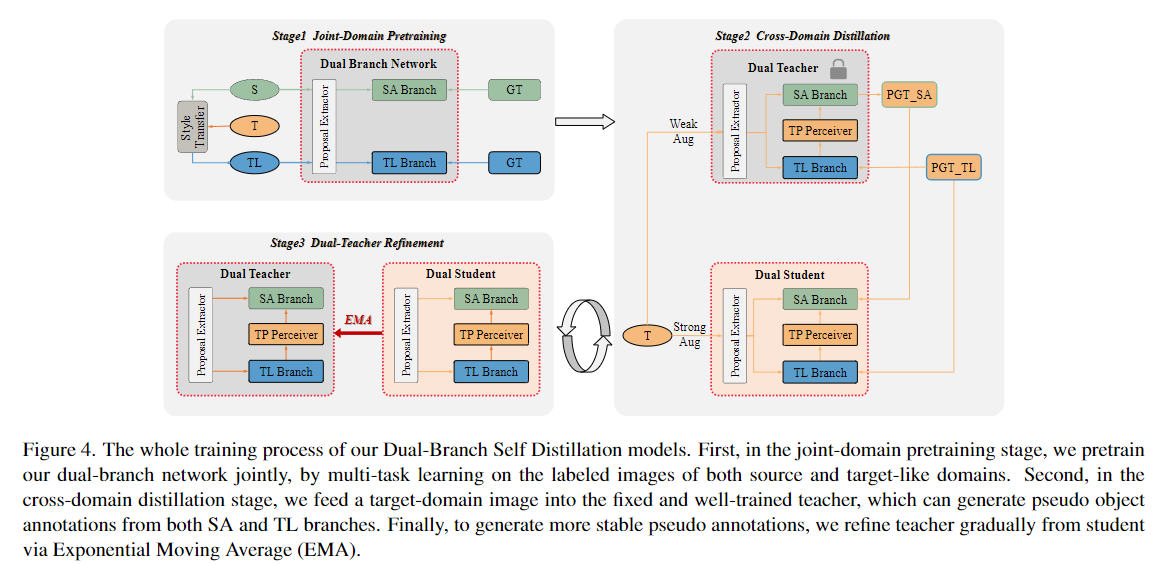 Stage1 Joint-Domain Pretraining
Dual Branch Network
S
T
TL
Style Transfer
Proposal Extractor
SA Branch
TL Branch
GT
GT
Stage2 Cross-Domain Distillation
Dual Teacher
Weak
Aug
Proposal Extractor
SA Branch
TP Perceiver
TL Branch
PGT_SA
PGT_TL
Dual Student
T
Strong
Aug
Proposal Extractor
SA Branch
TP Perceiver
TL Branch
Stage3 Dual-Teacher Refinement
Dual Teacher
Proposal Extractor
SA Branch
TP Perceiver
TL Branch
EMA
Dual Student
Proposal Extractor
SA Branch
TP Perceiver
TL Branch
Figure 4. The whole training process of our Dual-Branch Self Distillation models. First, in the joint-domain pretraining stage, we pretrain
our dual-branch network jointly, by multi-task learning on the labeled images of both source and target-like domains. Second, in the
cross-domain distillation stage, we feed a target-domain image into the fixed and well-trained teacher, which can generate pseudo object
annotations from both SA and TL branches. Finally, to generate more stable pseudo annotations, we refine teacher gradually from student
via Exponential Moving Average (EMA).